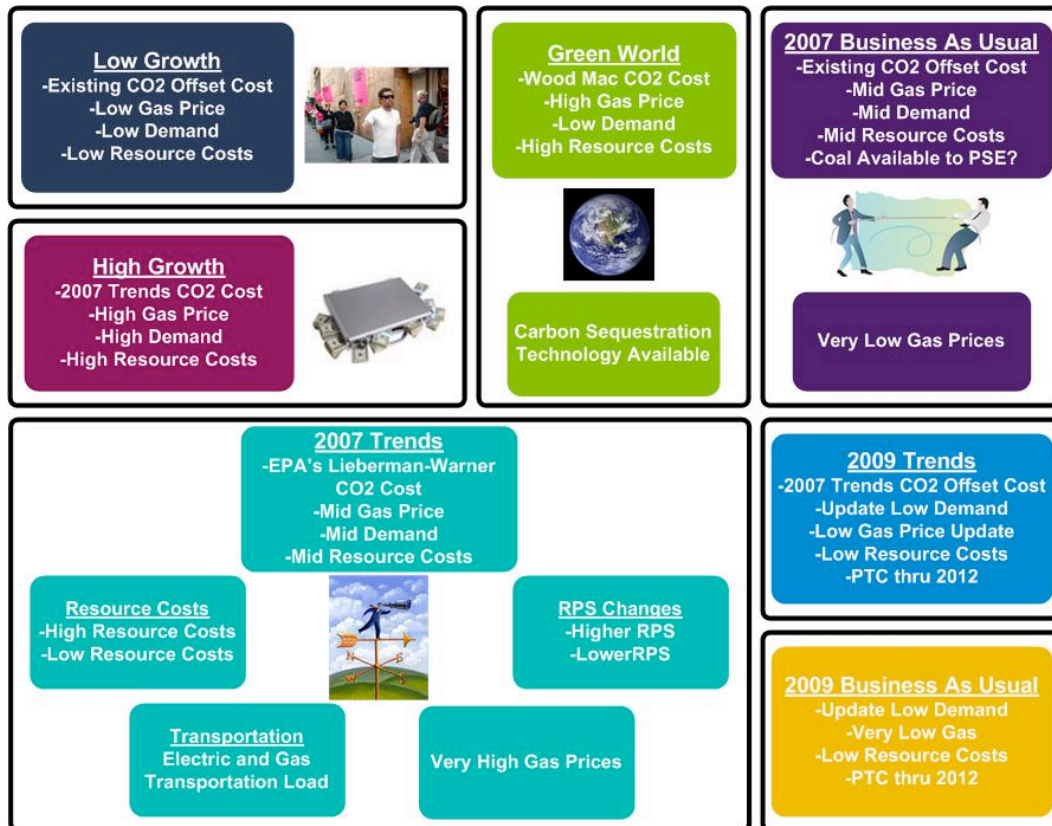 Low Growth
-Existing CO2 Offset Cost
-Low Gas Price
-Low Demand
-Low Resource Costs
Green World
-Wood Mac CO2 Cost
-High Gas Price
-Low Demand
-High Resource Costs
Carbon Sequestration
Technology Available
2007 Business As Usual
-Existing CO2 Offset Cost
-Mid Gas Price
-Mid Demand
-Mid Resource Costs
-Coal Available to PSE?
Very Low Gas Prices
High Growth
-2007 Trends CO2 Cost
-High Gas Price
-High Demand
-High Resource Costs
2007 Trends
-EPA's Lieberman-Warner
CO2 Cost
-Mid Gas Price
-Mid Demand
-Mid Resource Costs
Resource Costs
-High Resource Costs
-Low Resource Costs
N
E
W
S
RPS Changes
-Higher RPS
-LowerRPS
Transportation
Electric and Gas
Transportation Load
Very High Gas Prices
2009 Trends
-2007 Trends CO2 Offset Cost
-Update Low Demand
-Low Gas Price Update
-Low Resource Costs
-PTC thru 2012
2009 Business As Usual
-Update Low Demand
-Very Low Gas
-Low Resource Costs
-PTC thru 2012